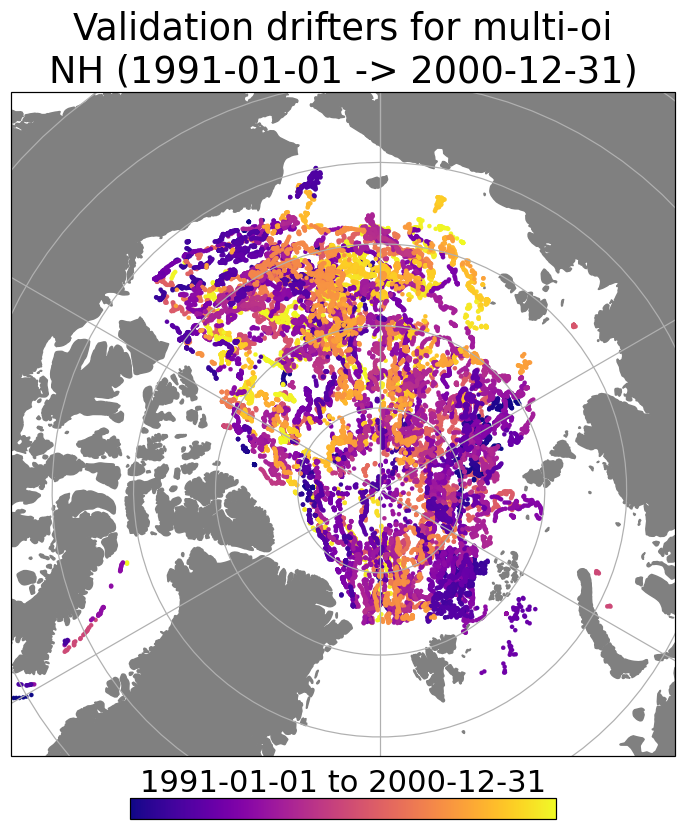 Validation drifters for multi-oi
NH (1991-01-01 -> 2000-12-31)
1991-01-01 to 2000-12-31